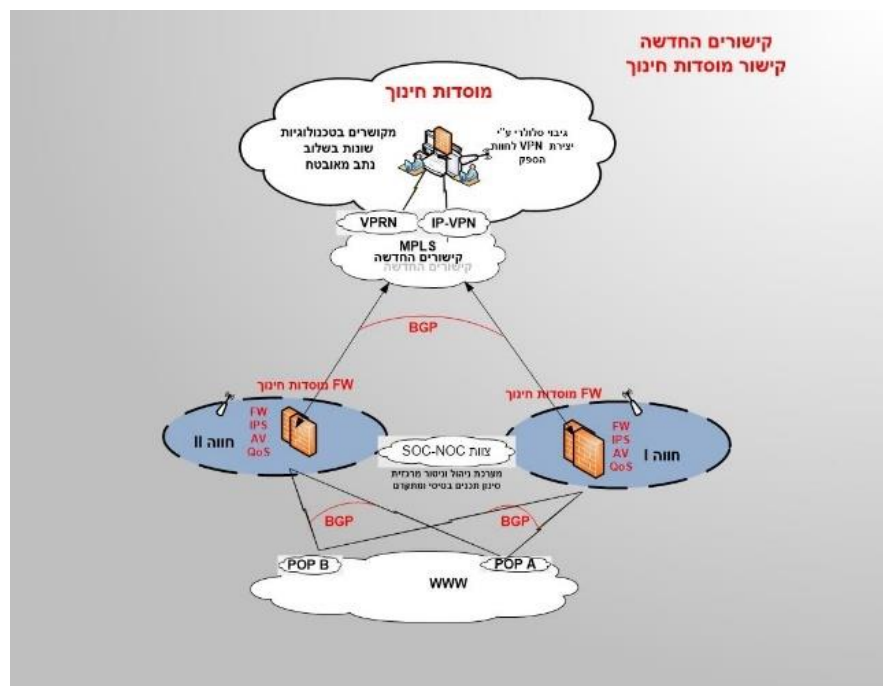 קישורים החדשה
קישור מוסדות חינוך
מוסדות חינוך
מקושרים בטכנולוגיות
שונות בשלוב
נתב מאובטח
גיבוי סלולרי ע"י
יצירת VPN לחוות
הספק
VPRN
IP-VPN
MPLS
קישורים החדשה
קישורים החדשה
BGP
FW מוסדות חינוך
FW מוסדות חינוך
FW
IPS
AV
QoS
חווה II
FW
IPS
AV
QoS
חווה I
צוות SOC-NOC
מערכת ניהול וניטור מרכזית
סינון תכנים בסיסי ומתקדם
BGP
BGP
POP B
POP A
WWW